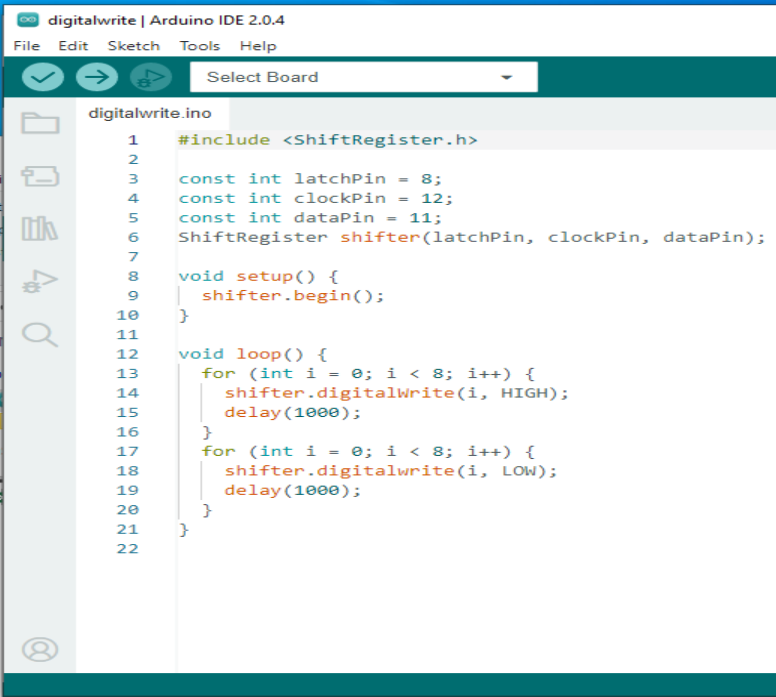 digitalwrite | Arduino IDE 2.0.4
File Edit Sketch Tools Help
Select Board
digitalwrite.ino
1 #include <ShiftRegister.h>
2
3 const int latchPin = 8;
4 const int clockPin = 12;
5 const int dataPin = 11;
6 ShiftRegister shifter(latchPin, clockPin, dataPin);
7
8 void setup() {
9   shifter.begin();
10 }
11
12 void loop() {
13   for (int i = 0; i < 8; i++) {
14     shifter.digitalWrite(i, HIGH);
15     delay(1000);
16   }
17   for (int i = 0; i < 8; i++) {
18     shifter.digitalwrite(i, LOW);
19     delay(1000);
20   }
21 }
22